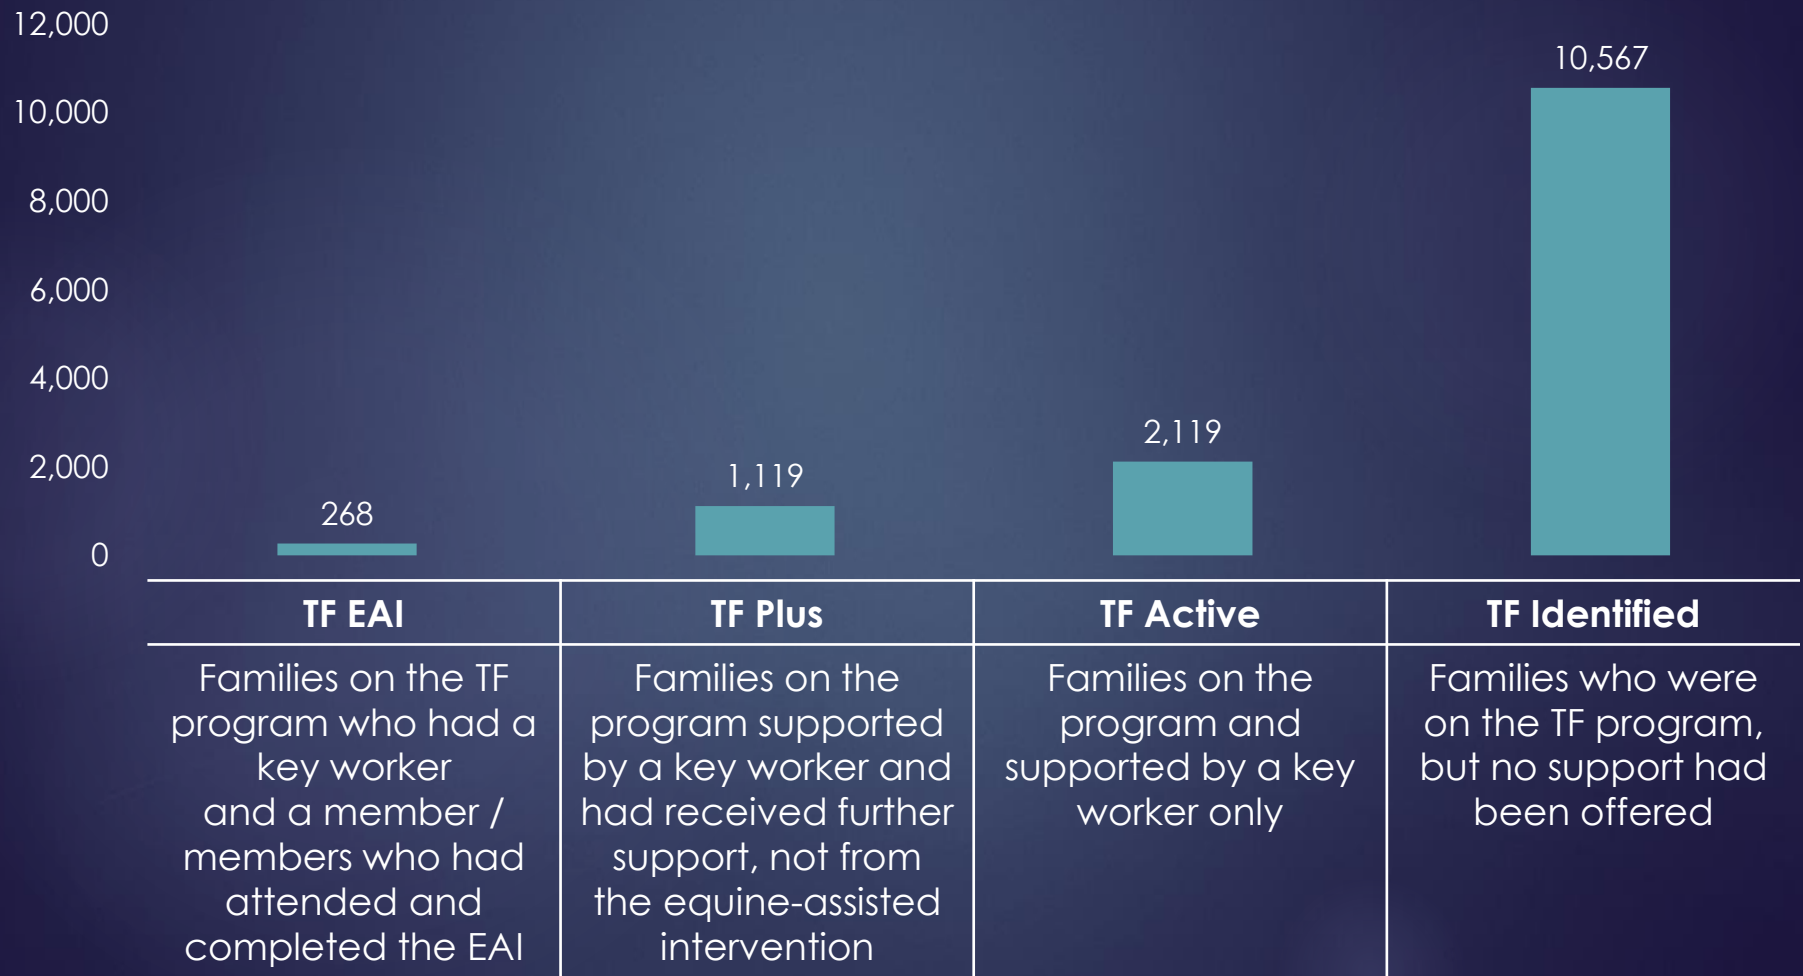 12,000
10,000
8,000
6,000
4,000
2,000
0
268
1,119
2,119
10,567
TF EAI
Families on the TF
program who had a
key worker
and a member /
members who had
attended and
completed the EAI
TF Plus
Families on the
program supported
by a key worker and
had received further
support, not from
the equine-assisted
intervention
TF Active
Families on the
program and
supported by a key
worker only
TF Identified
Families who were
on the TF program,
but no support had
been offered